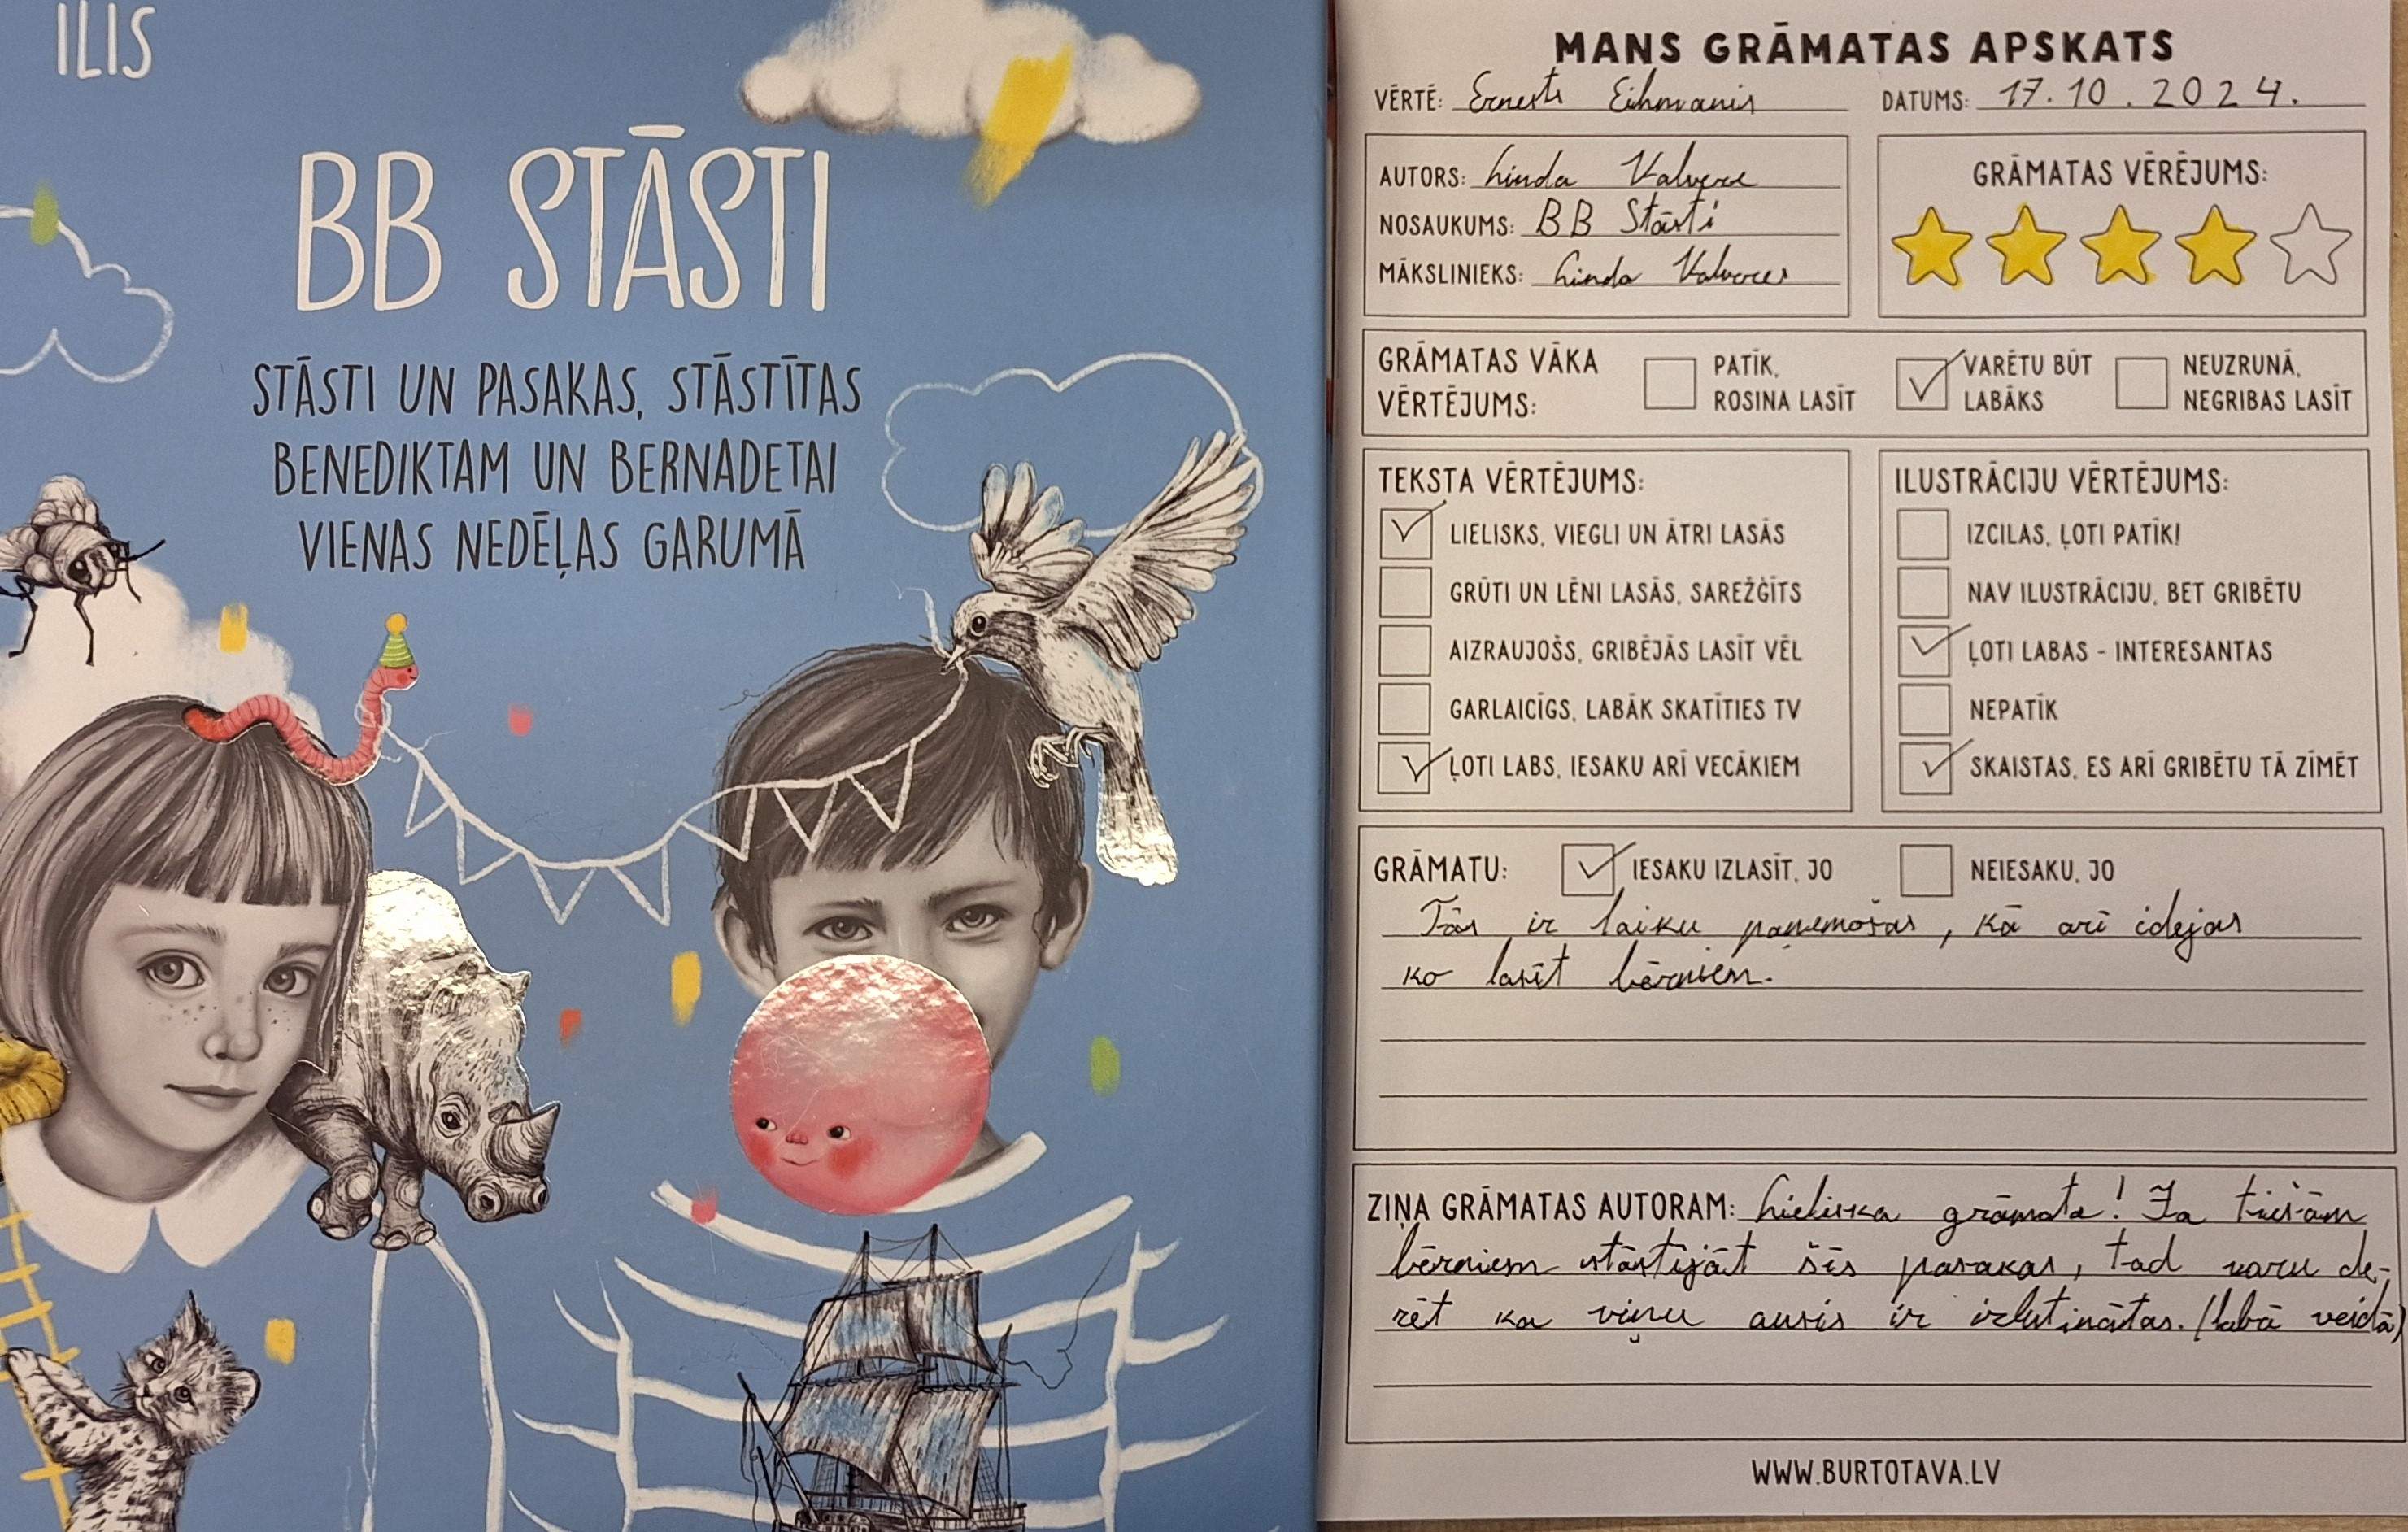 ILIS
BB STĀSTI
STĀSTI UN PASAKAS, STĀSTĪTAS
BENEDIKTAM UN BERNADETAI
VIENAS NEDĒĻAS GARUMĀ
MANS GRĀMATAS APSKATS
VĒRTĒ: Ernests Eihmanis
DATUMS: 17.10.2024.
AUTORS: Linda Valvere
NOSAUKUMS: BB Stāsti
MĀKSLINIEKS: Linda
GRĀMATAS VĒRĒJUMS:
GRĀMATAS VĀKA
VĒRTĒJUMS:
PATĪK,
ROSINA LASĪT
VARĒTU BŪT
LABĀKS
NEUZRUNĀ,
NEGRIBAS LASĪT
TEKSTA VĒRTĒJUMS:
LIELISKS, VIEGLI UN ĀTRI LASĀS
GRŪTI UN LĒNI LASĀS, SAREŽĢĪTS
AIZRAUJOŠS, GRIBĒJĀS LASĪT VĒL
GARLAICĪGS, LABĀK SKATĪTIES TV
ĻOTI LABS, IESAKU ARĪ VECĀKIEM
ILUSTRĀCIJU VĒRTĒJUMS:
IZCILAS, ĻOTI PATĪK!
NAV ILUSTRĀCIJU, BET GRIBĒTU
ĻOTI LABAS - INTERESANTAS
NEPATĪK
SKAISTAS, ES ARĪ GRIBĒTU TĀ ZĪMĒT
GRĀMATU:
IESAKU IZLASĪT, JO
NEIESAKU, JO
Tās ir laiku paņemošas, kā arī idejas
ko lasīt bērniem.
ZIŅA GRĀMATAS AUTORAM: Lieliska grāmata! Ja tiešām
bērniem stāstijāt šīs pasakas, tad varu de-
rēt ka viņu ausis ir izlutinātas. (labā veidā)
WWW.BURTOTAVA.LV